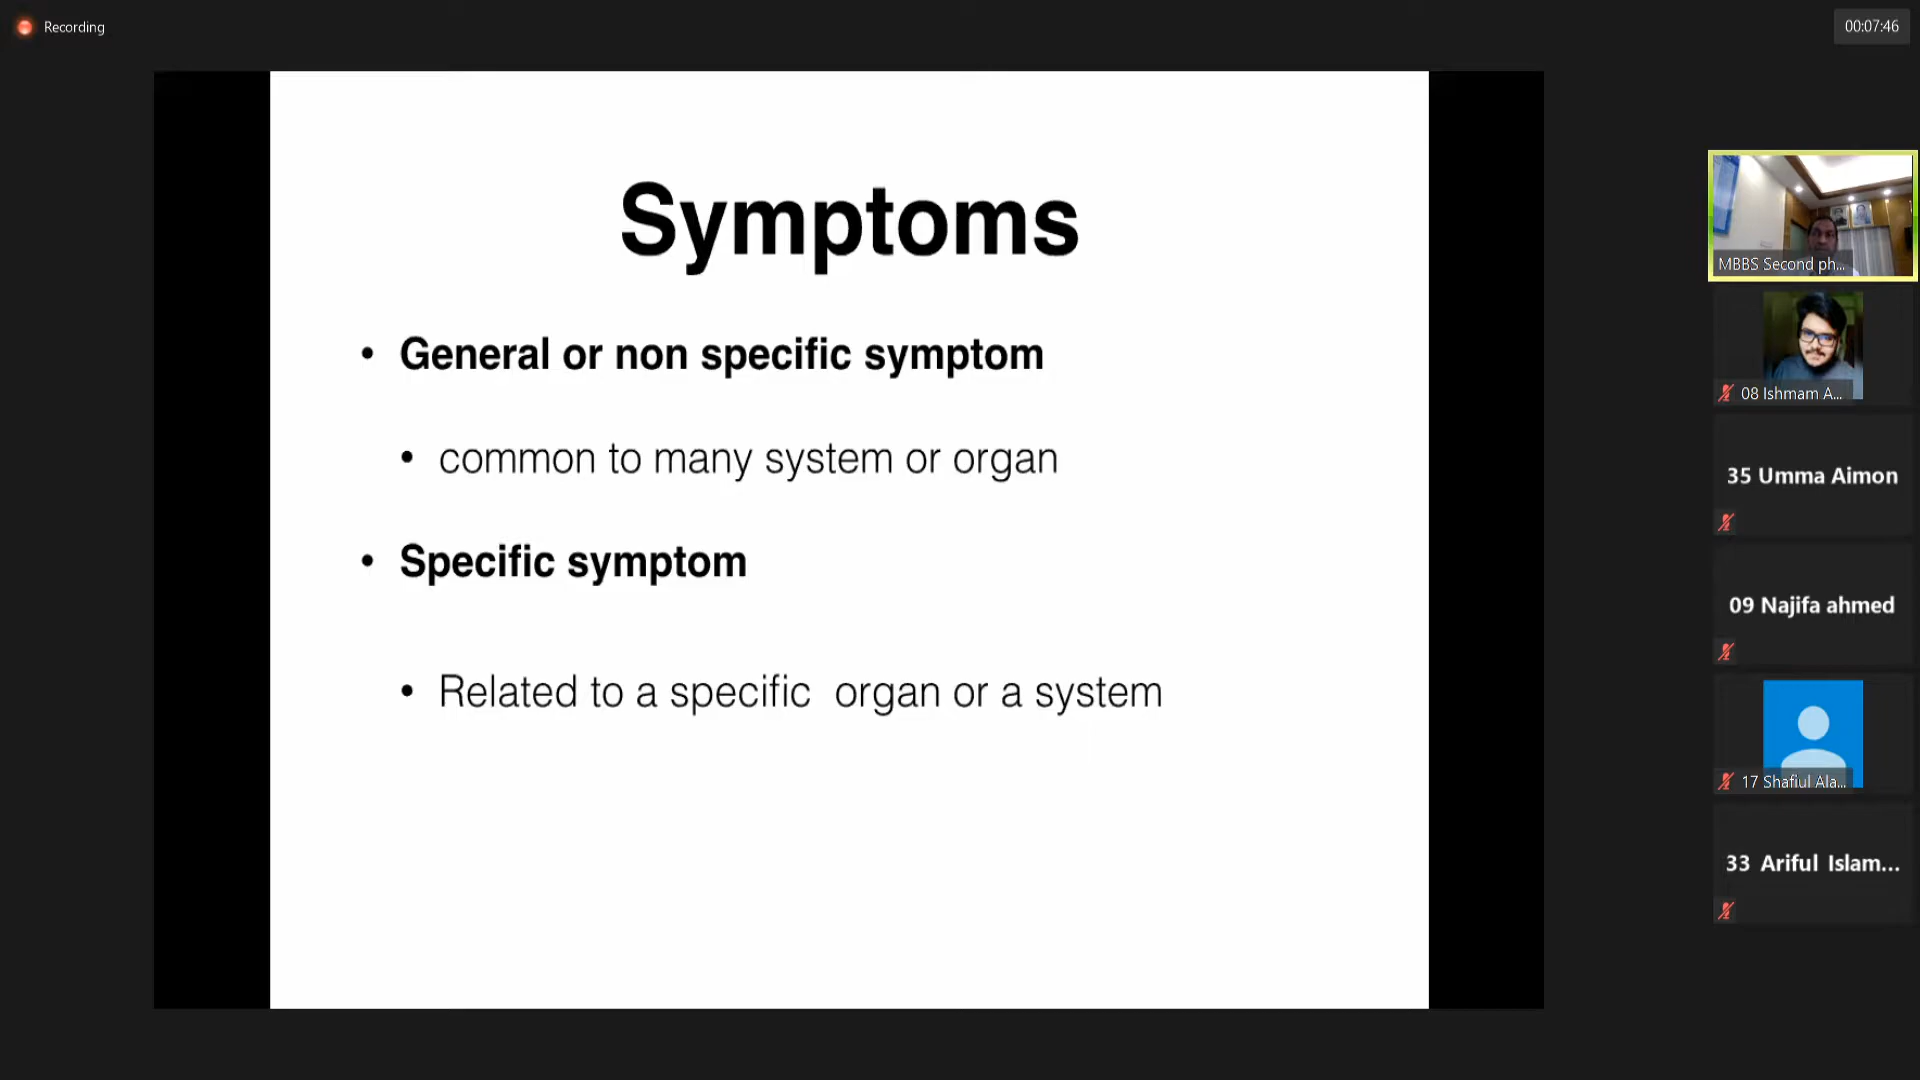 Recording
00:07:46
Symptoms
• General or non specific symptom
• common to many system or organ
• Specific symptom
• Related to a specific organ or a system
MBBS Second ph...
08 Ishmam A...
35 Umma Aimon
09 Najifa ahmed
17 Shafiul Ala...
33 Ariful Islam...